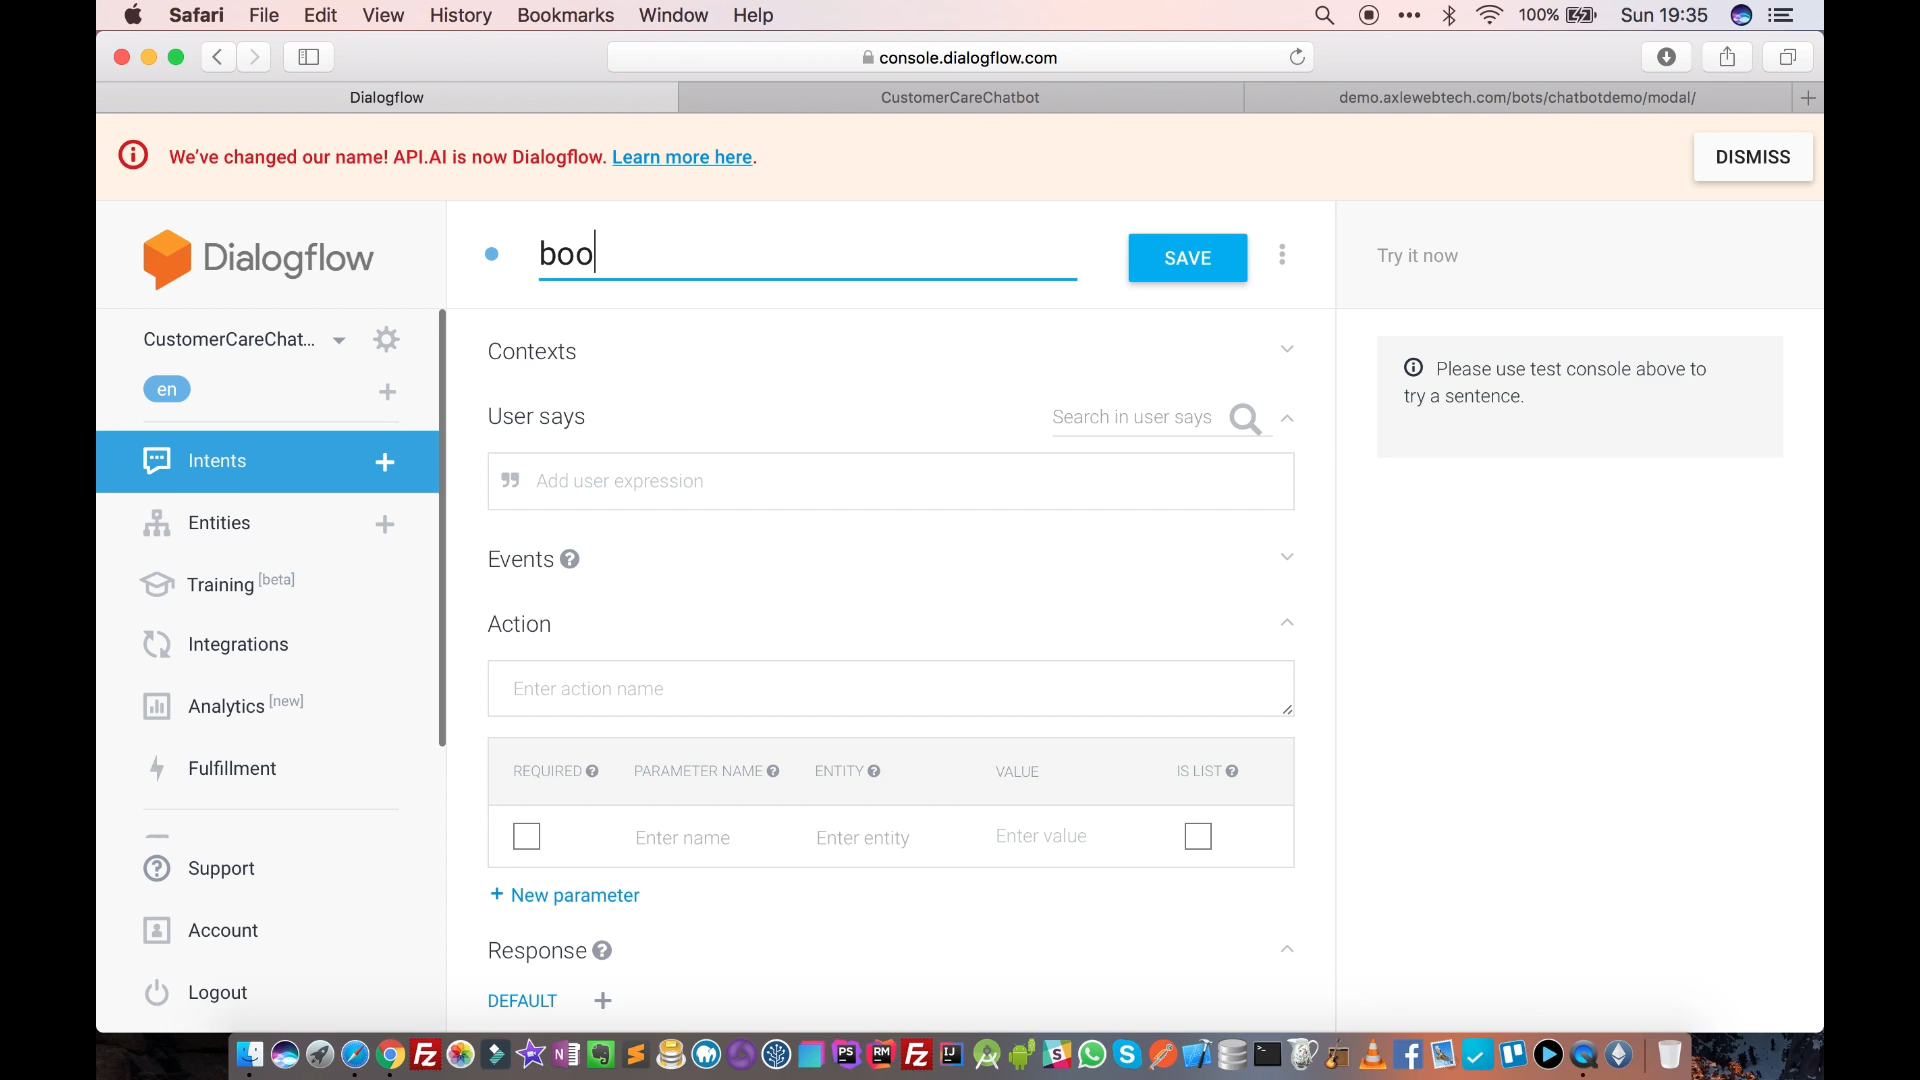 Safari File Edit View History Bookmarks Window Help 100% Sun 19:35
console.dialogflow.com
Dialogflow CustomerCareChatbot demo.axlewebtech.com/bots/chatbotdemo/modal/
We've changed our name! API.AI is now Dialogflow. Learn more here. DISMISS
Dialogflow
boo SAVE
Try it now
CustomerCareChat...
en
Intents
Entities
Training [beta]
Integrations
Analytics [new]
Fulfillment
Support
Account
Logout
Contexts
User says Search in user says
Add user expression
Events
Action
Enter action name
REQUIRED PARAMETER NAME ENTITY VALUE IS LIST
Enter name Enter entity Enter value
+ New parameter
Response
DEFAULT +
Please use test console above to
try a sentence.